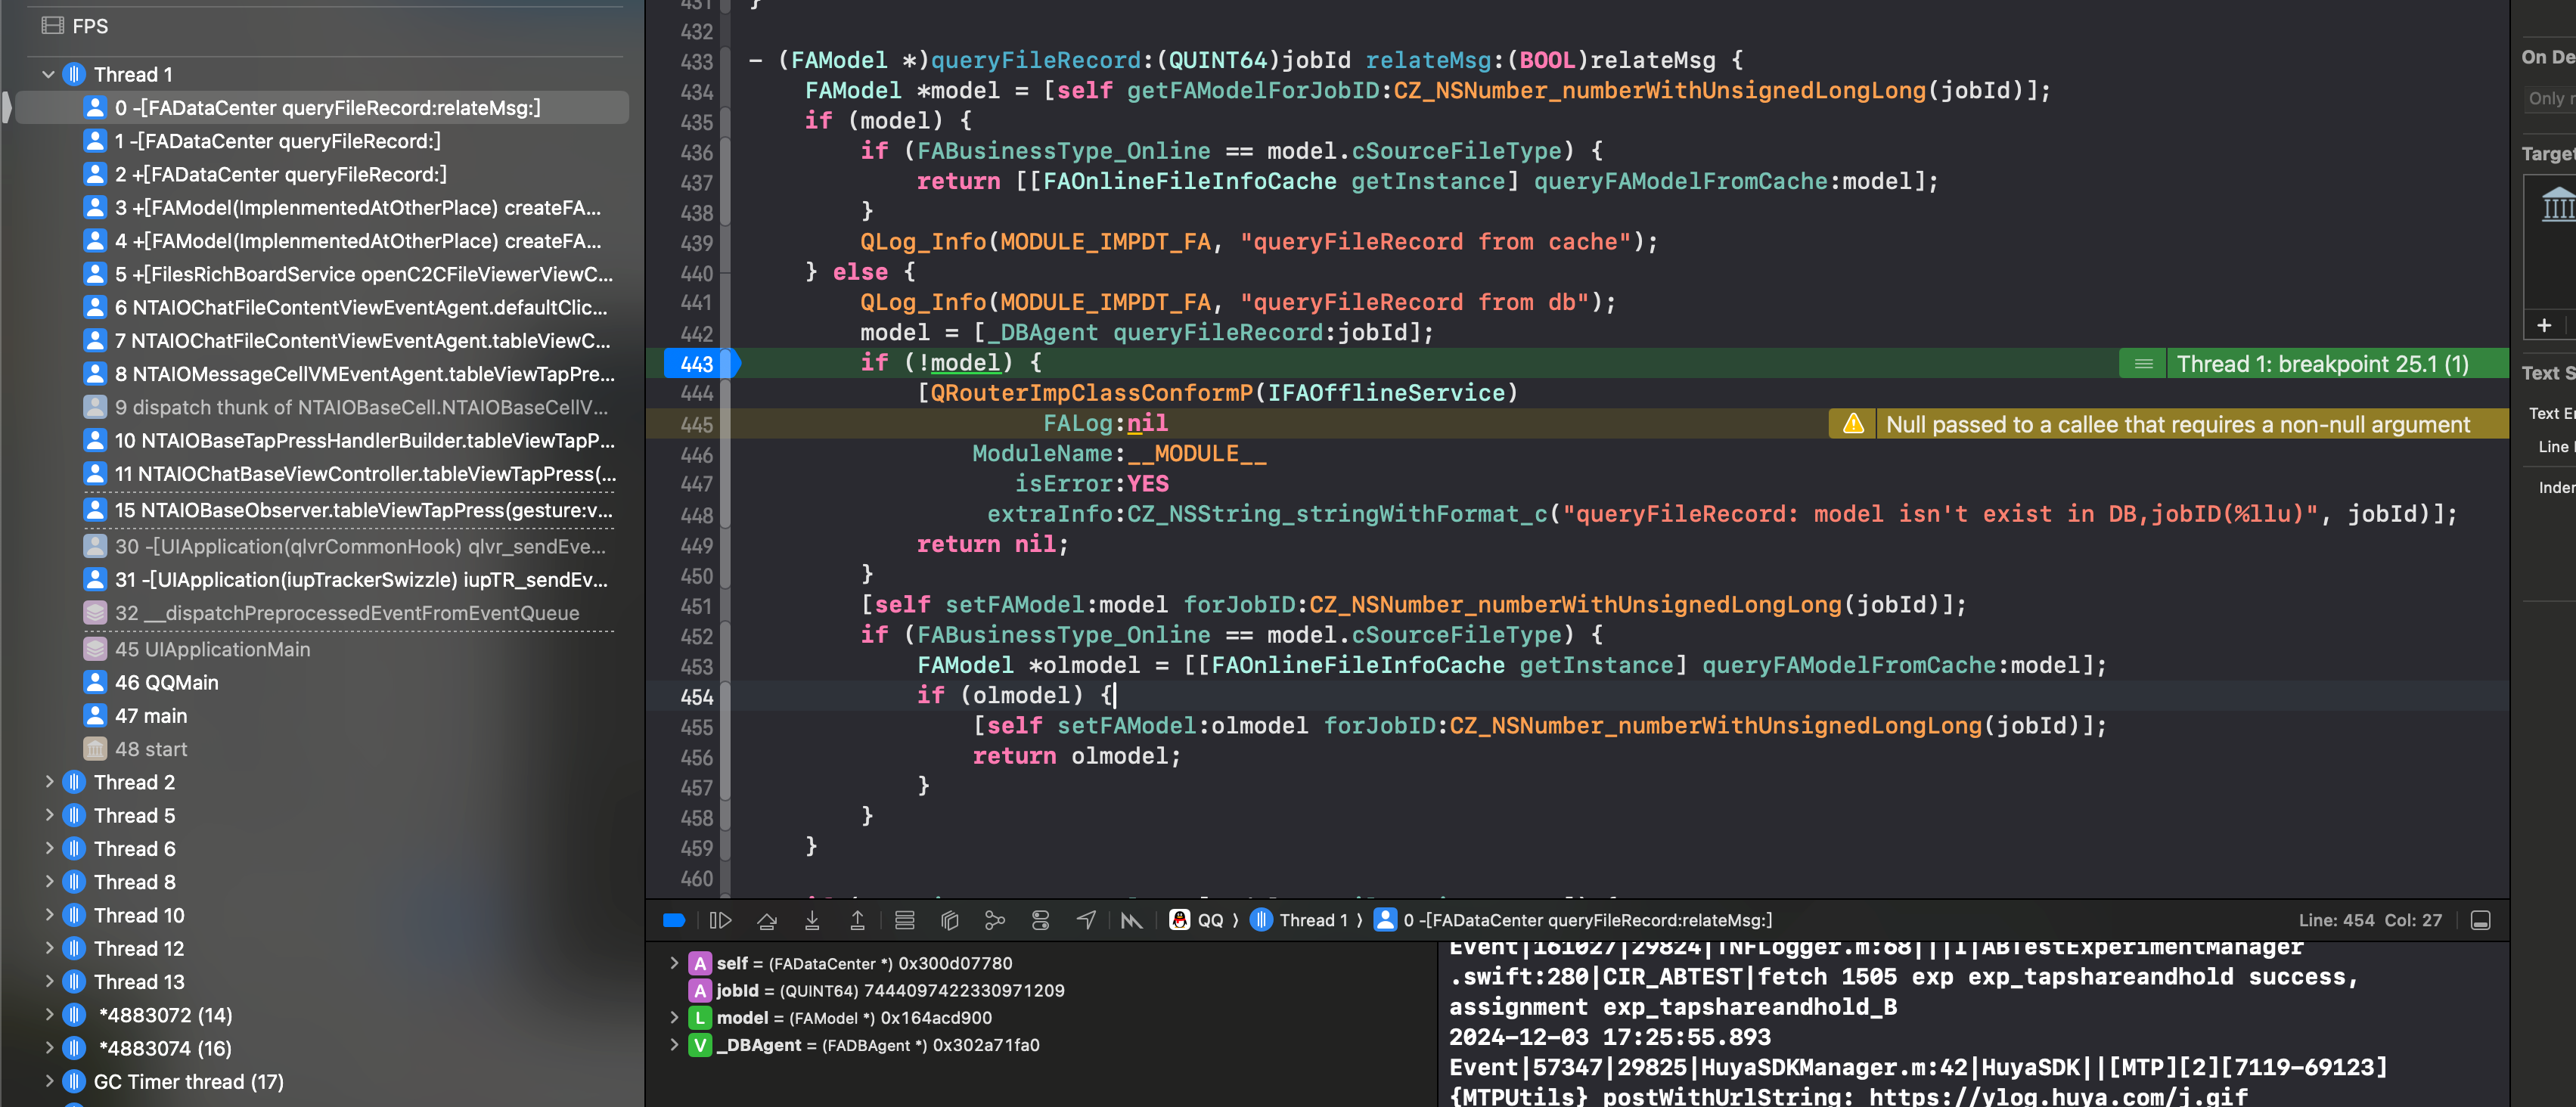 FPS
Thread 1
0 -[FADataCenter queryFileRecord:relateMsg:]
1 -[FADataCenter queryFileRecord:]
2 +[FADataCenter queryFileRecord:]
3 +[FAModel(ImplenmentedAtOtherPlace) createFA...
4 +[FAModel(ImplenmentedAtOtherPlace) createFA...
5 +[FilesRichBoardService openC2CFileViewerViewC...
6 NTAIOChatFileContentViewEventAgent.defaultClic...
7 NTAIOChatFileContentViewEventAgent.tableViewC...
8 NTAIOMessageCellVMEventAgent.tableViewTapPre...
9 dispatch thunk of NTAIOBaseCell.NTAIOBaseCellV...
10 NTAIOBaseTapPressHandlerBuilder.tableViewTapP...
11 NTAIOChatBaseViewController.tableViewTapPress(...
15 NTAIOBaseObserver.tableViewTapPress(gesture:v...
30 -[UIApplication(qlvrCommonHook) qlvr_sendEve...
31 -[UIApplication(iupTrackerSwizzle) iupTR_sendEv...
32 __dispatchPreprocessedEventFromEventQueue
45 UIApplicationMain
46 QQMain
47 main
48 start
Thread 2
Thread 5
Thread 6
Thread 8
Thread 10
Thread 12
Thread 13
*4883072 (14)
*4883074 (16)
GC Timer thread (17)
431 }
432
433 - (FAModel *)queryFileRecord:(QUINT64)jobId relateMsg:(BOOL)relateMsg {
434 FAModel *model = [self getFAModelForJobID:CZ_NSNumber_numberWithUnsignedLongLong(jobId)];
435 if (model) {
436 if (FABusinessType_Online == model.cSourceFileType) {
437 return [[FAOnlineFileInfoCache getInstance] queryFAModelFromCache:model];
438 }
439 QLog_Info(MODULE_IMPDT_FA, "queryFileRecord from cache");
440 } else {
441 QLog_Info(MODULE_IMPDT_FA, "queryFileRecord from db");
442 model = [_DBAgent queryFileRecord:jobId];
443 if (!model) { Thread 1: breakpoint 25.1 (1)
444 [QRouterImpClassConformP(IFAOfflineService)
445 FALog:nil Null passed to a callee that requires a non-null argument
446 ModuleName:__MODULE__
447 isError:YES
448 extraInfo:CZ_NSString_stringWithFormat_c("queryFileRecord: model isn't exist in DB,jobID(%llu)", jobId)];
449 return nil;
450 }
451 [self setFAModel:model forJobID:CZ_NSNumber_numberWithUnsignedLongLong(jobId)];
452 if (FABusinessType_Online == model.cSourceFileType) {
453 FAModel *olmodel = [[FAOnlineFileInfoCache getInstance] queryFAModelFromCache:model];
454 if (olmodel) {
455 [self setFAModel:olmodel forJobID:CZ_NSNumber_numberWithUnsignedLongLong(jobId)];
456 return olmodel;
457 }
458 }
459 }
460
QQ Thread 1 0 -[FADataCenter queryFileRecord:relateMsg:] Line: 454 Col: 27
A self = (FADataCenter *) 0x300d07780
A jobId = (QUINT64) 7444097422330971209
L model = (FAModel *) 0x164acd900
V _DBAgent = (FADBAgent *) 0x302a71fa0
Event|161027|29824|TNFLogger.m:68|||I|ABTestExperimentManager
.swift:280|CIR_ABTEST|fetch 1505 exp exp_tapshareandhold success,
assignment exp_tapshareandhold_B
2024-12-03 17:25:55.893
Event|57347|29825|HuyaSDKManager.m:42|HuyaSDK||[MTP][2][7119-69123]
{MTPUtils} postWithUrlString: https://ylog.huya.com/j.gif
On De
Only
Target
+
Text S
Text E
Line
Inden